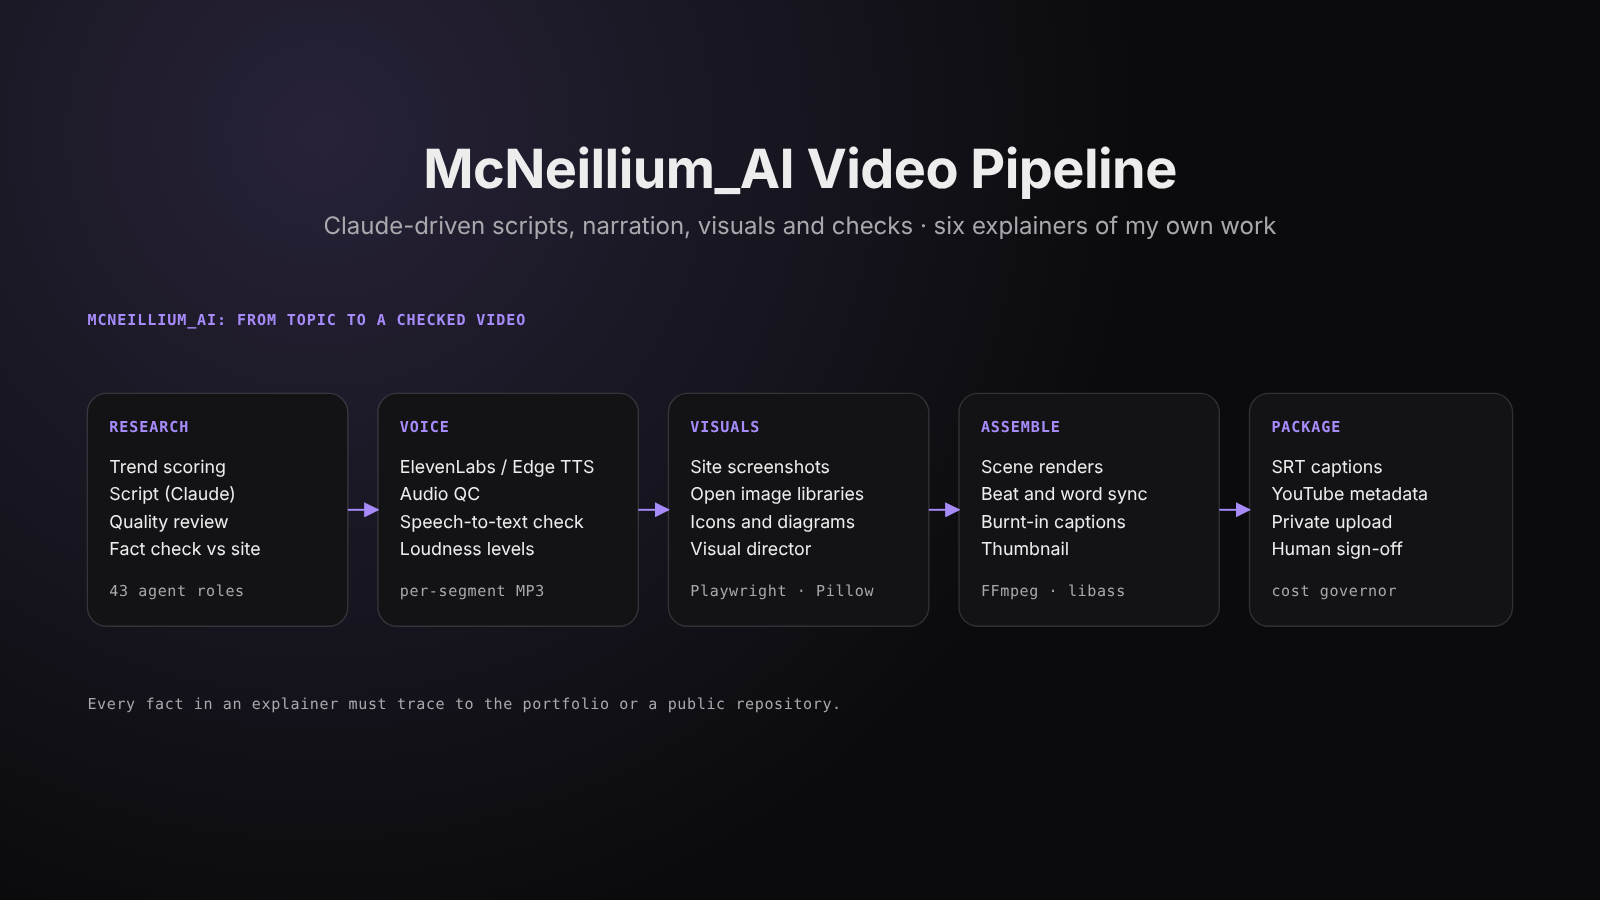 McNeillium_AI Video Pipeline
Claude-driven scripts, narration, visuals and checks · six explainers of my own work
MCNEILLIUM_AI: FROM TOPIC TO A CHECKED VIDEO
RESEARCH
Trend scoring
Script (Claude)
Quality review
Fact check vs site
43 agent roles
VOICE
ElevenLabs / Edge TTS
Audio QC
Speech-to-text check
Loudness levels
per-segment MP3
VISUALS
Site screenshots
Open image libraries
Icons and diagrams
Visual director
Playwright · Pillow
ASSEMBLE
Scene renders
Beat and word sync
Burnt-in captions
Thumbnail
FFmpeg · libass
PACKAGE
SRT captions
YouTube metadata
Private upload
Human sign-off
cost governor
Every fact in an explainer must trace to the portfolio or a public repository.